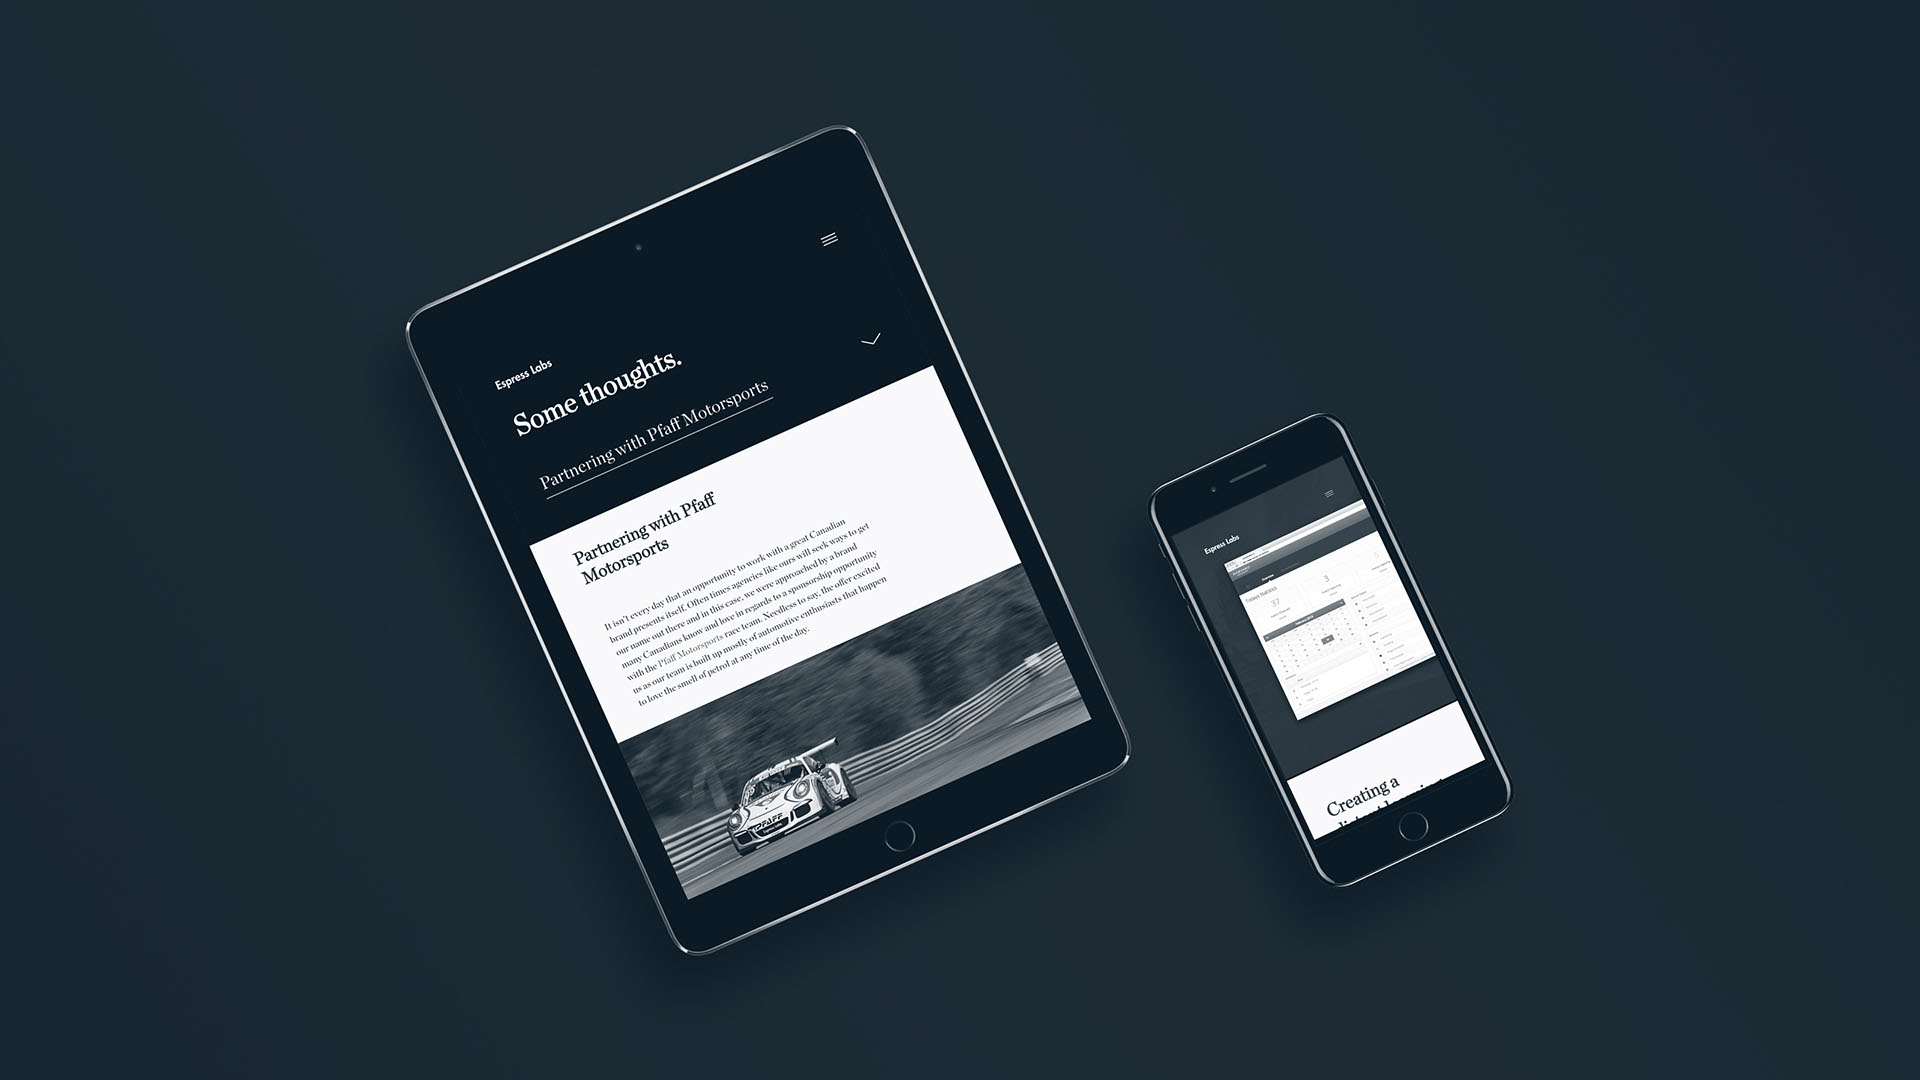 Espress Labs
Some thoughts.
Partnering with Pfaff Motorsports
Partnering with Pfaff
Motorsports
It isn't every day that an opportunity to work with a great Canadian
brand presents itself. Often times agencies like ours will seek ways to get
our name out there and in this case, we were approached by a brand
many Canadians know and love in regards to a sponsorship opportunity
with the Pfaff Motorsports race team. Needless to say, the offer excited
us as our team is built up mostly of automotive enthusiasts that happen
to love the smell of petrol at any time of the day.
PFAFF
Espress Labs
Espress Labs
37
3
Creating a